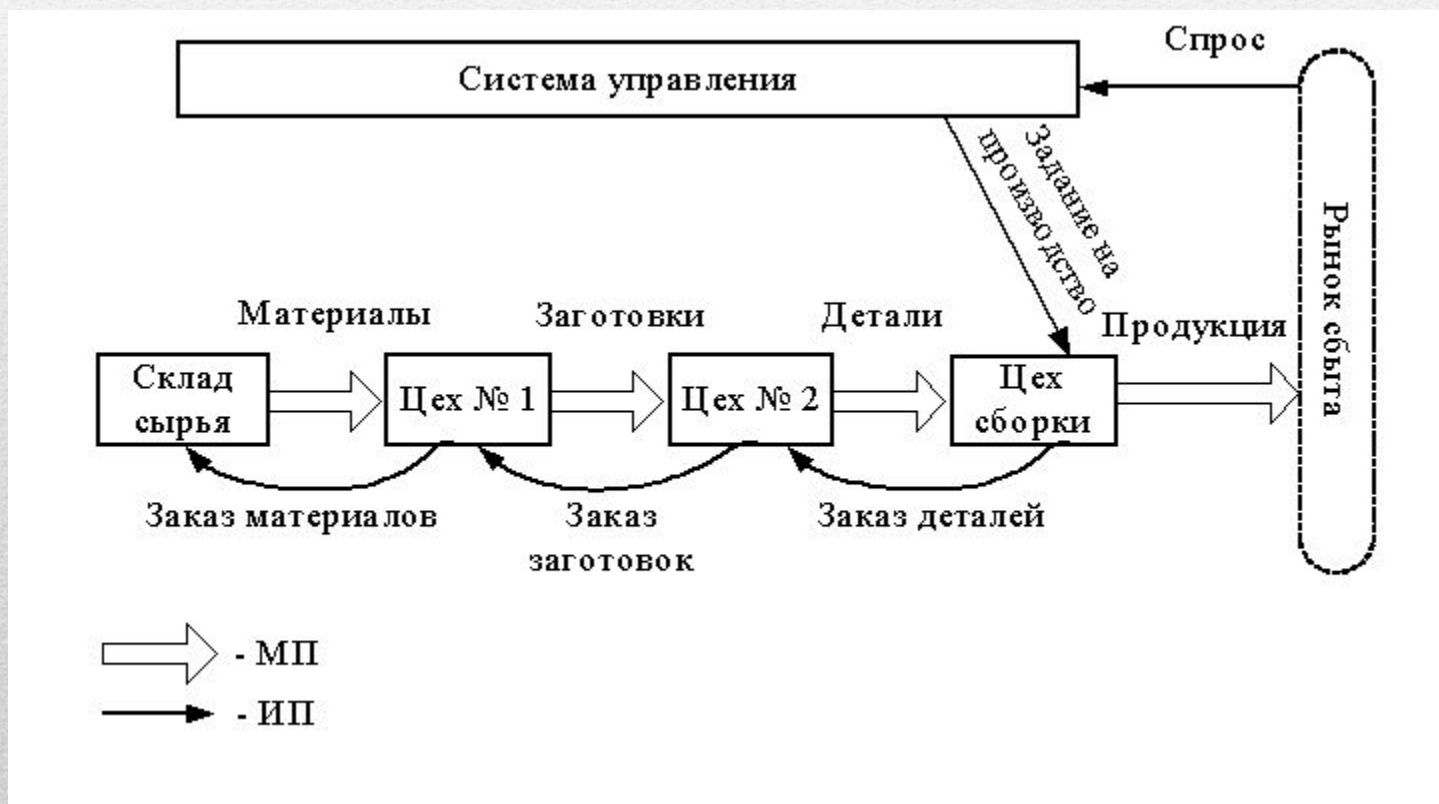 Спрос
Система управления
Задание на
производство
Рынок сбыта
Материалы
Заготовки
Детали
Продукция
Склад
сырья
Цех № 1
Цех № 2
Цех
сборки
Заказ материалов
Заказ
заготовок
Заказ деталей
- МП
- ИП